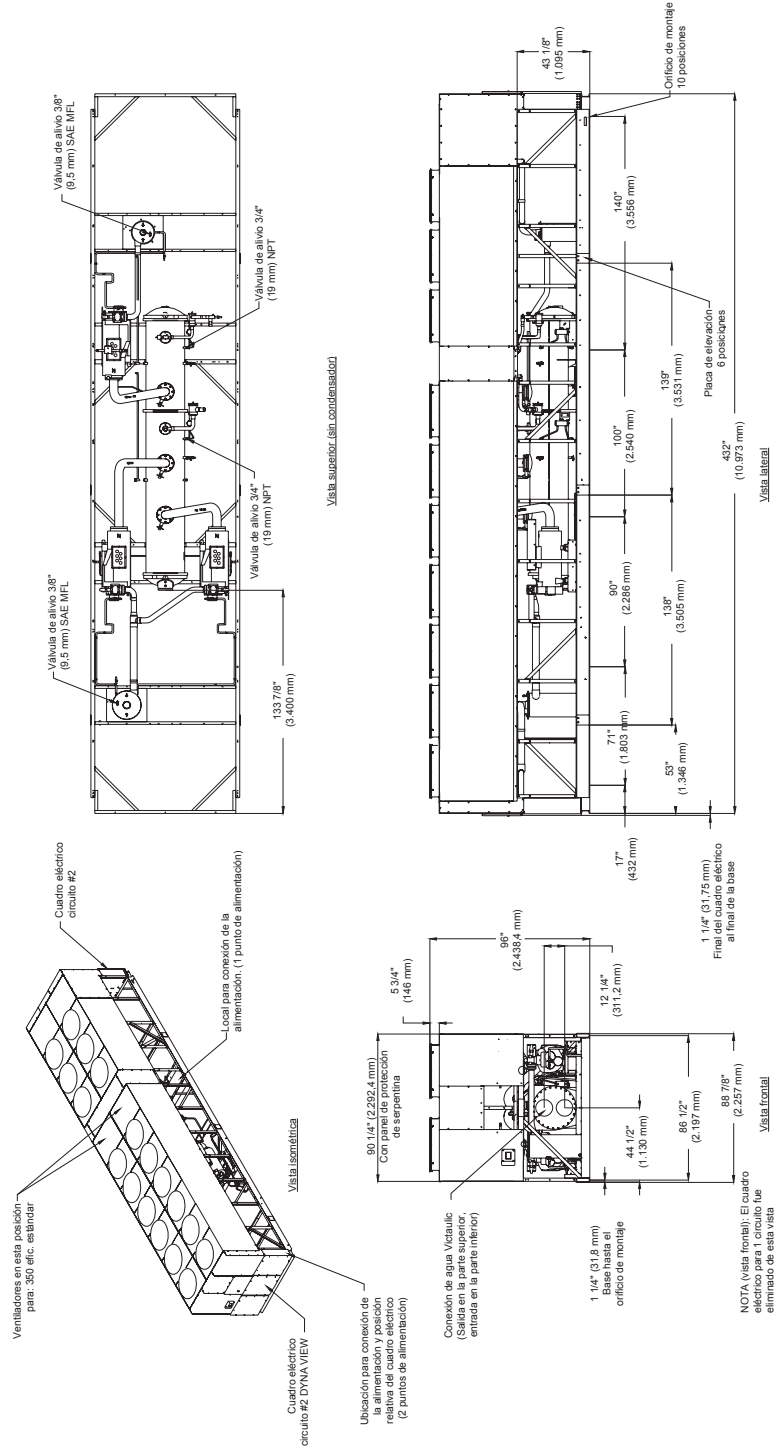 Ventiladores en esta posición
para: 350 efic. estándar
Cuadro eléctrico
circuito #2
Local para conexión de la
alimentación. (1 punto de alimentación)
Cuadro eléctrico
circuito #2 DYNA VIEW
Ubicación para conexión de
la alimentación y posición
relativa del cuadro eléctrico
(2 puntos de alimentación)
Vista isométrica
Válvula de alivio 3/8"
(9,5 mm) SAE MFL
Válvula de alivio 3/8"
(9,5 mm) SAE MFL
Válvula de alivio 3/4"
(19 mm) NPT
Válvula de alivio 3/4"
(19 mm) NPT
133 7/8"
(3.400 mm)
Vista superior (sin condensador)
90 1/4" (2.292,4 mm)
Con panel de protección
de serpentina
5 3/4"
(146 mm)
96"
(2.438,4 mm)
12 1/4"
(311,2 mm)
Conexión de agua Victaulic
(Salida en la parte superior,
entrada en la parte inferior)
1 1/4" (31,8 mm)
Base hasta el
orificio de montaje
44 1/2"
(1.130 mm)
86 1/2"
(2.197 mm)
88 7/8"
(2.257 mm)
Vista frontal
NOTA (vista frontal): El cuadro
eléctrico para 1 circuito fue
eliminado de esta vista
43 1/8"
(1.095 mm)
Orificio de montaje
10 posiciones
Placa de elevación
6 posiciones
17"
(432 mm)
71"
(1.803 mm)
90"
(2.286 mm)
100"
(2.540 mm)
140"
(3.556 mm)
53"
(1.346 mm)
138"
(3.505 mm)
139"
(3.531 mm)
432"
(10.973 mm)
1 1/4" (31,75 mm)
Final del cuadro eléctrico
al final de la base
Vista lateral